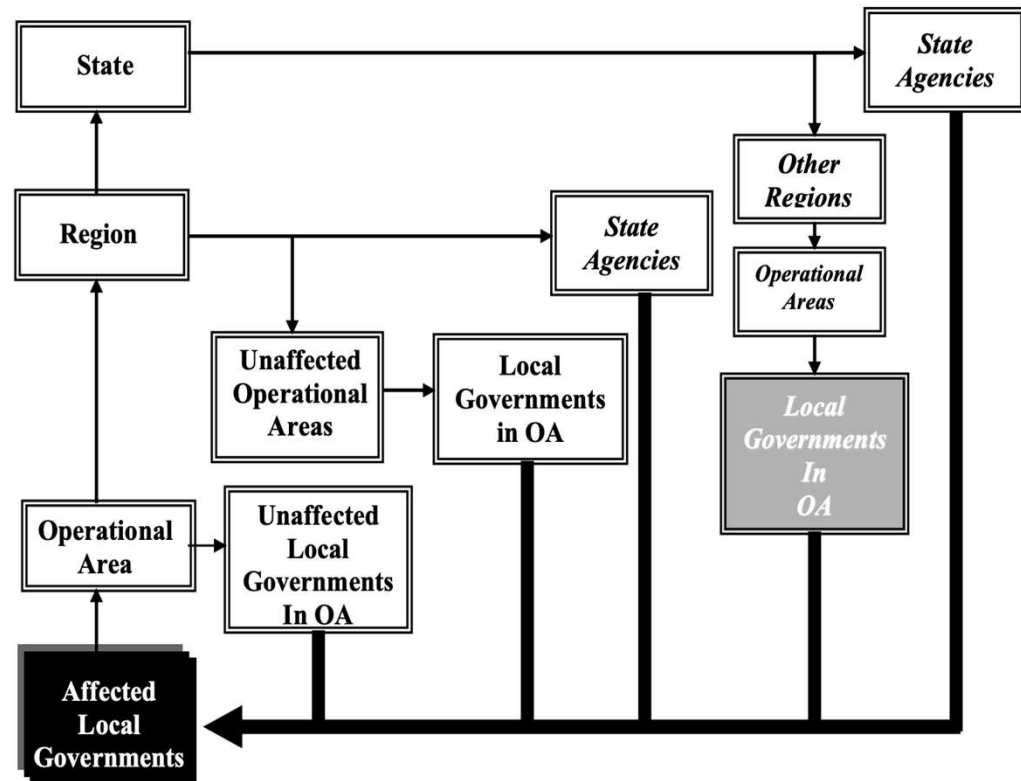 State
State
Agencies
Other
Regions
Region
State
Agencies
Operational
Areas
Unaffected
Operational
Areas
Local
Governments
in OA
Local
Governments
In
OA
Operational
Area
Unaffected
Local
Governments
In OA
Affected
Local
Governments